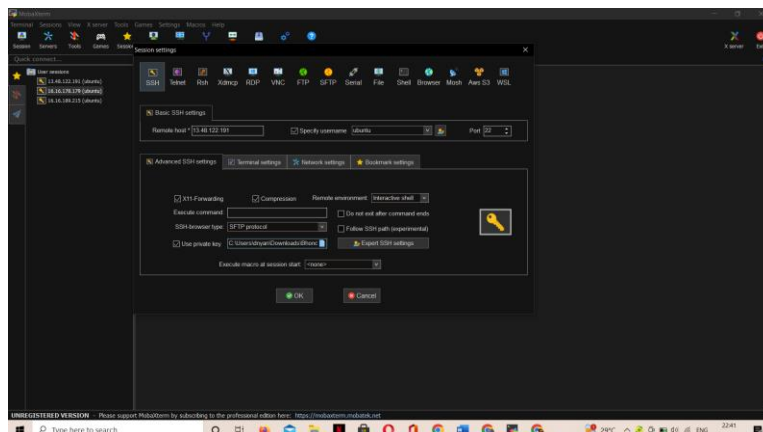 MobaXterm
Terminal Sessions View X server Tools Games Settings Macros Help
Session Servers Tools Games
X server
Quick connect...
User sessions
13.48.122.191 (ubuntu)
16.16.178.179 (ubuntu)
16.16.189.215 (ubuntu)
Session settings
SSH Telnet Rsh Xdmcp RDP VNC FTP SFTP Serial File Shell Browser Mosh Aws S3 WSL
Basic SSH settings
Remote host * 13.48.122.191 Specify username ubuntu Port 22
Advanced SSH settings Terminal settings Network settings Bookmark settings
X11-Forwarding Compression Remote environment: Interactive shell
Execute command: Do not exit after command ends
SSH-browser type: SFTP protocol Follow SSH path (experimental)
Use private key C:\Users\dnyan\Downloads\ Expert SSH settings
Execute macro at session start: <none>
OK Cancel
UNREGISTERED VERSION - Please support MobaXterm by subscribing to the professional edition here: https://mobaxterm.mobatek.net
Type here to search
29°C ENG 22:41